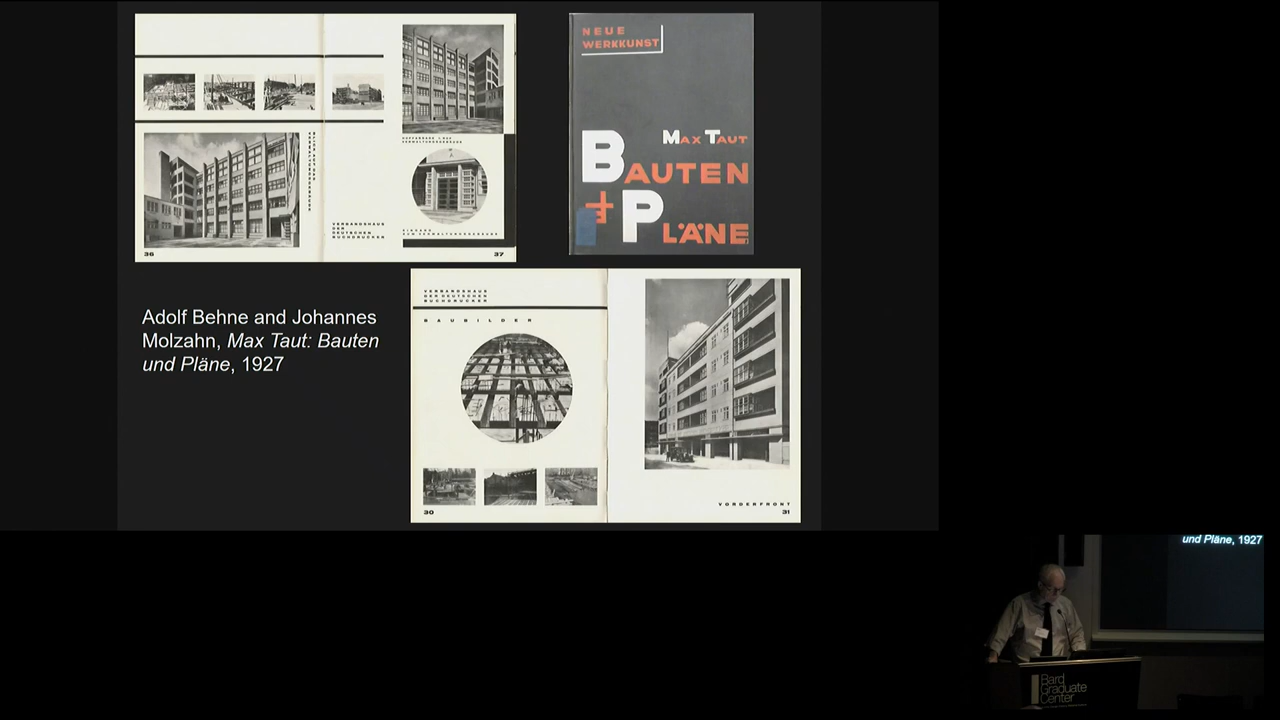 NEUE
WERKKUNST
MAX TAUT
BAUTEN
+ PLÄNE
VERBANDSHAUS
DER
DEUTSCHEN
BUCHDRUCKER
36
37
Adolf Behne and Johannes
Molzahn, Max Taut: Bauten
und Pläne, 1927
VERBANDSHAUS
DER DEUTSCHEN
BUCHDRUCKER
BAUBILDER
30
VORDERFRONT
31
und Pläne, 1927
Bard
Graduate
Center